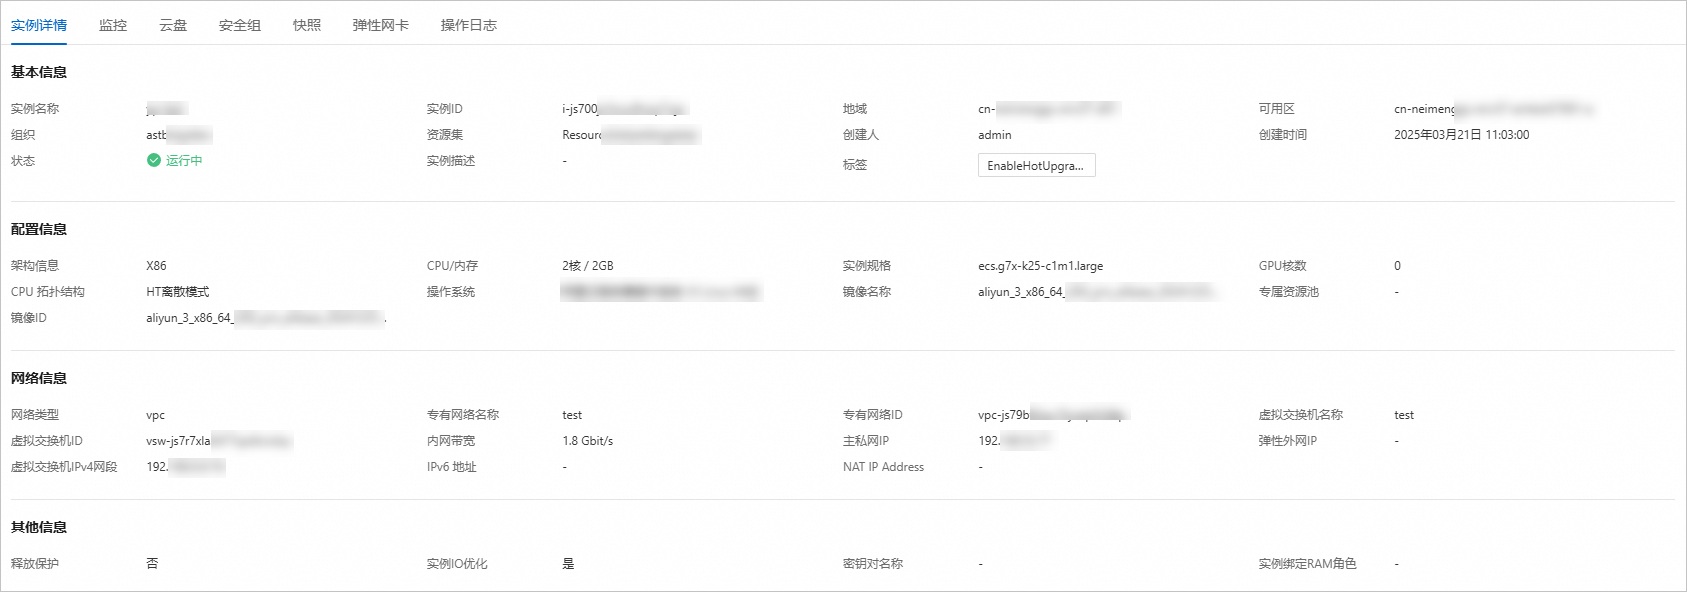 实例详情 监控 云盘 安全组 快照 弹性网卡 操作日志
基本信息
实例名称 实例ID i-js700 地域 cn- 可用区 cn-neimeng
组织 astb 资源集 Resourc 创建人 admin 创建时间 2025年03月21日 11:03:00
状态 运行中 实例描述 - 标签 EnableHotUpgra...
配置信息
架构信息 X86 CPU/内存 2核 / 2GB 实例规格 ecs.g7x-k25-c1m1.large GPU核数 0
CPU 拓扑结构 HT离散模式 操作系统 镜像名称 aliyun_3_x86_64_ 专属资源池 -
镜像ID aliyun_3_x86_64_
网络信息
网络类型 vpc 专有网络名称 test 专有网络ID vpc-js79b 虚拟交换机名称 test
虚拟交换机ID vsw-js7r7xla 内网带宽 1.8 Gbit/s 主私网IP 192. 弹性外网IP -
虚拟交换机IPv4网段 192. IPv6 地址 - NAT IP Address -
其他信息
释放保护 否 实例IO优化 是 密钥对名称 - 实例绑定RAM角色 -